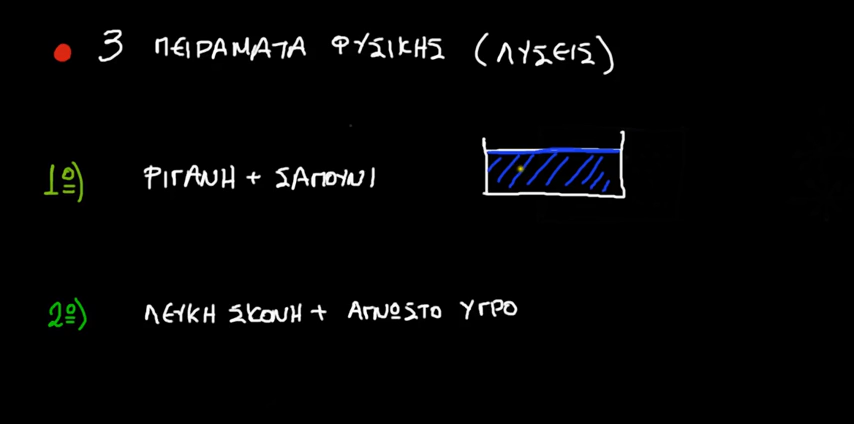 3 ΠΕΙΡΑΜΑΤΑ ΦΥΣΙΚΗΣ (ΛΥΣΕΙΣ)
1º) ΡΙΓΑΝΗ + ΣΑΠΟΥΝΙ
2º) ΛΕΥΚΗ ΣΚΟΝΗ + ΑΓΝΩΣΤΟ ΥΓΡΟ